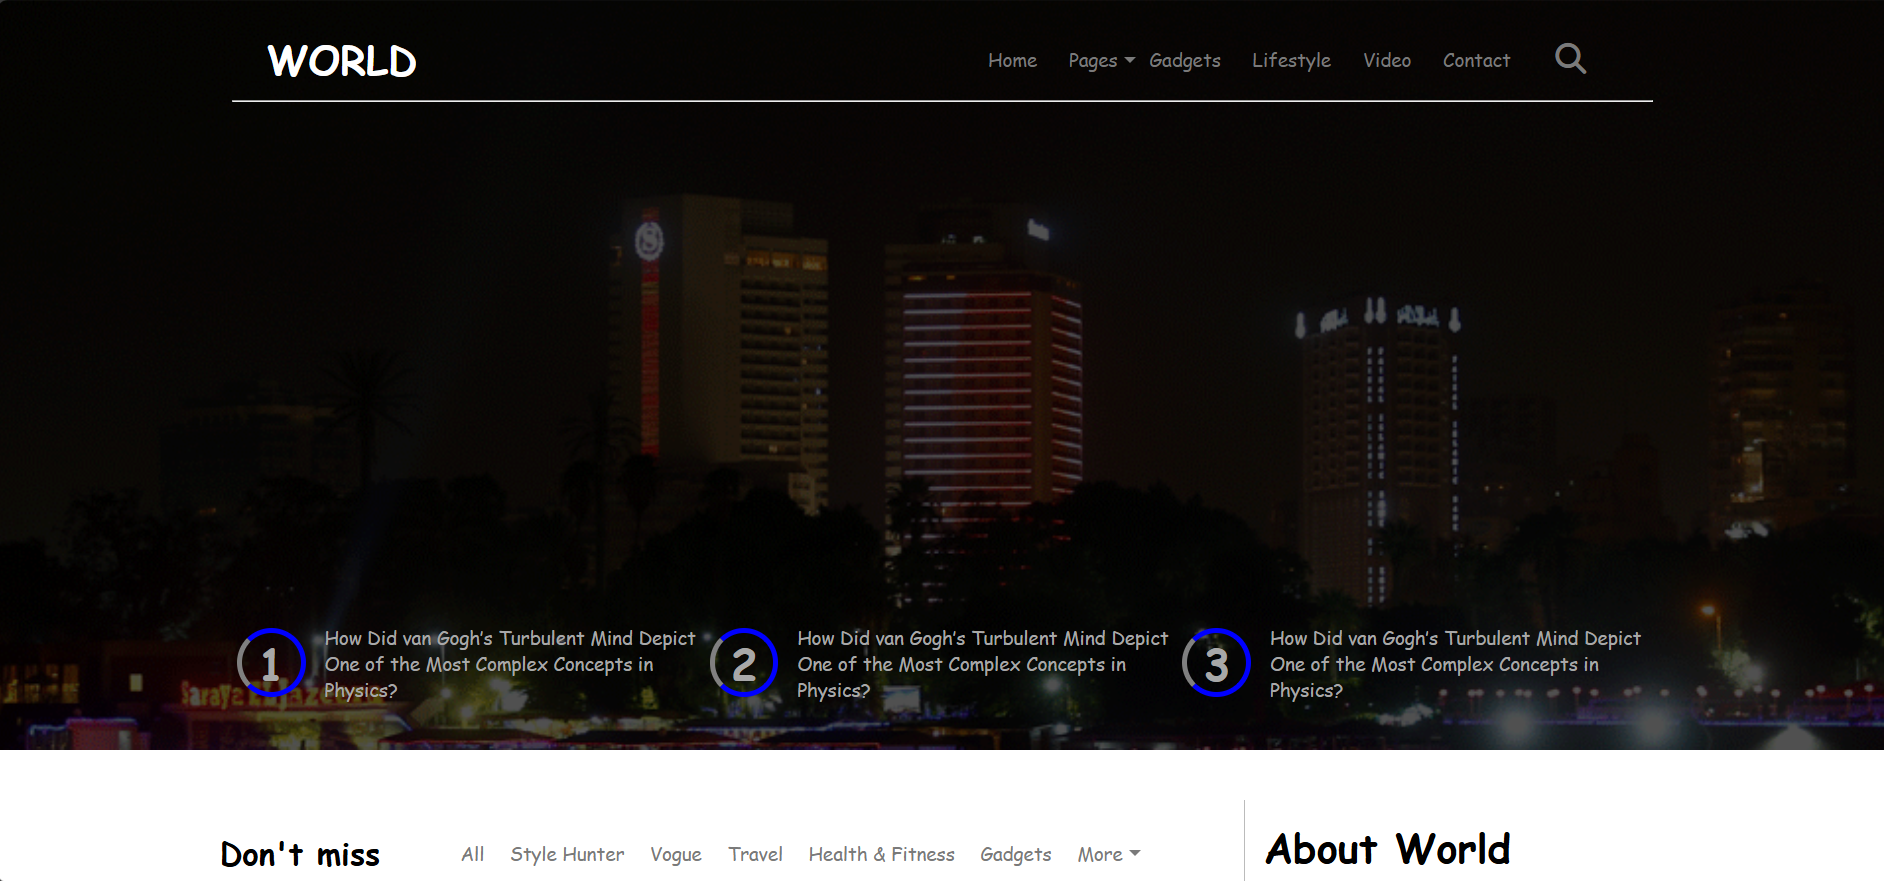 WORLD
Home Pages Gadgets Lifestyle Video Contact
1
How Did van Gogh's Turbulent Mind Depict
One of the Most Complex Concepts in
Physics?
2
How Did van Gogh's Turbulent Mind Depict
One of the Most Complex Concepts in
Physics?
3
How Did van Gogh's Turbulent Mind Depict
One of the Most Complex Concepts in
Physics?
Don't miss
All Style Hunter Vogue Travel Health & Fitness Gadgets More
About World